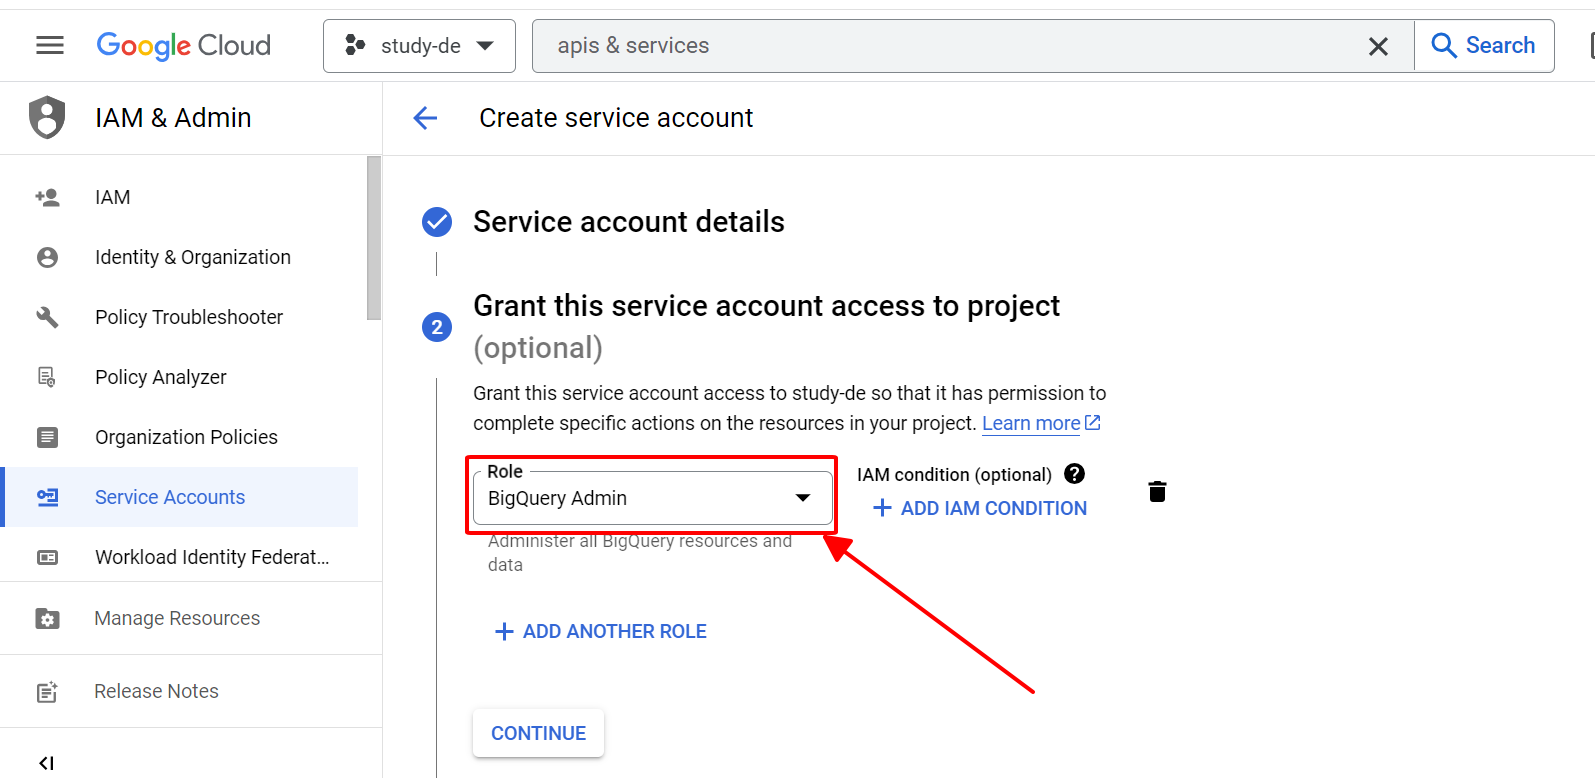 Google Cloud
study-de
apis & services
Search
IAM & Admin
Create service account
IAM
Identity & Organization
Policy Troubleshooter
Policy Analyzer
Organization Policies
Service Accounts
Workload Identity Federat...
Manage Resources
Release Notes
Service account details
2
Grant this service account access to project
(optional)
Grant this service account access to study-de so that it has permission to
complete specific actions on the resources in your project. Learn more
Role
BigQuery Admin
IAM condition (optional) ?
+ ADD IAM CONDITION
Administer all BigQuery resources and
data
+ ADD ANOTHER ROLE
CONTINUE